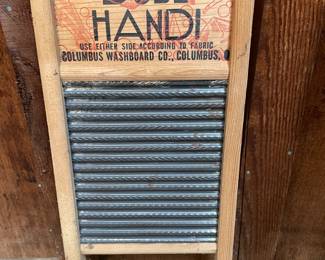 HANDI
USE EITHER SIDE ACCORDING TO FABRIC
COLUMBUS WASHBOARD CO., COLUMBUS, O